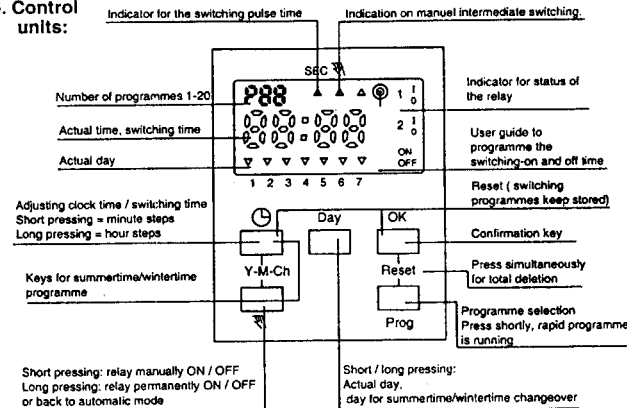 . Control
units:
Indicator for the switching pulse time
Indication on manuel intermediate switching.
SEC
Number of programmes 1-20
Actual time, switching time
Actual day
1 I O
2 I O
ON
OFF
1 2 3 4 5 6 7
Indicator for status of
the relay
User guide to
programme the
switching-on and off time
Reset ( switching
programmes keep stored)
Adjusting clock time / switching time
Short pressing = minute steps
Long pressing = hour steps
Day
OK
Confirmation key
Y-M-Ch
Reset
Press simultaneously
for total deletion
Keys for summertime/wintertime
programme
Prog
Programme selection
Press shortly, rapid programme
is running
Short pressing: relay manually ON / OFF
Long pressing: relay permanently ON / OFF
or back to automatic mode
Short / long pressing:
Actual day,
day for summertime/wintertime changeover